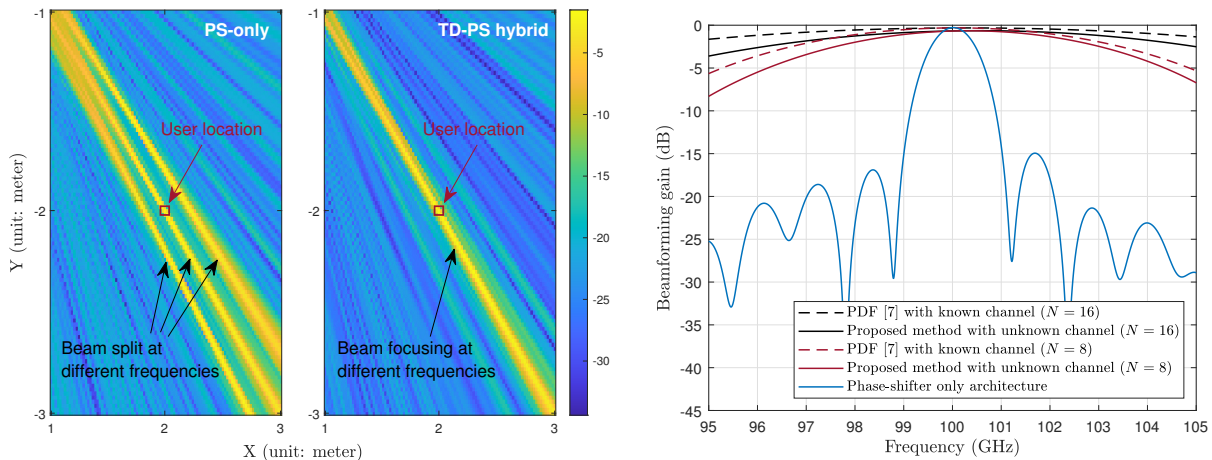 PS-only
TD-PS hybrid
User location
User location
Beam split at
different frequencies
Beam focusing at
different frequencies
-1
-2
-3
1
2
3
-1
-2
-3
1
2
3
Y (unit: meter)
X (unit: meter)
-5
-10
-15
-20
-25
-30
0
-5
-10
-15
-20
-25
-30
-35
-40
-45
95 96 97 98 99 100 101 102 103 104 105
Beamforming gain (dB)
Frequency (GHz)
PDF [7] with known channel (N = 16)
Proposed method with unknown channel (N = 16)
PDF [7] with known channel (N = 8)
Proposed method with unknown channel (N = 8)
Phase-shifter only architecture